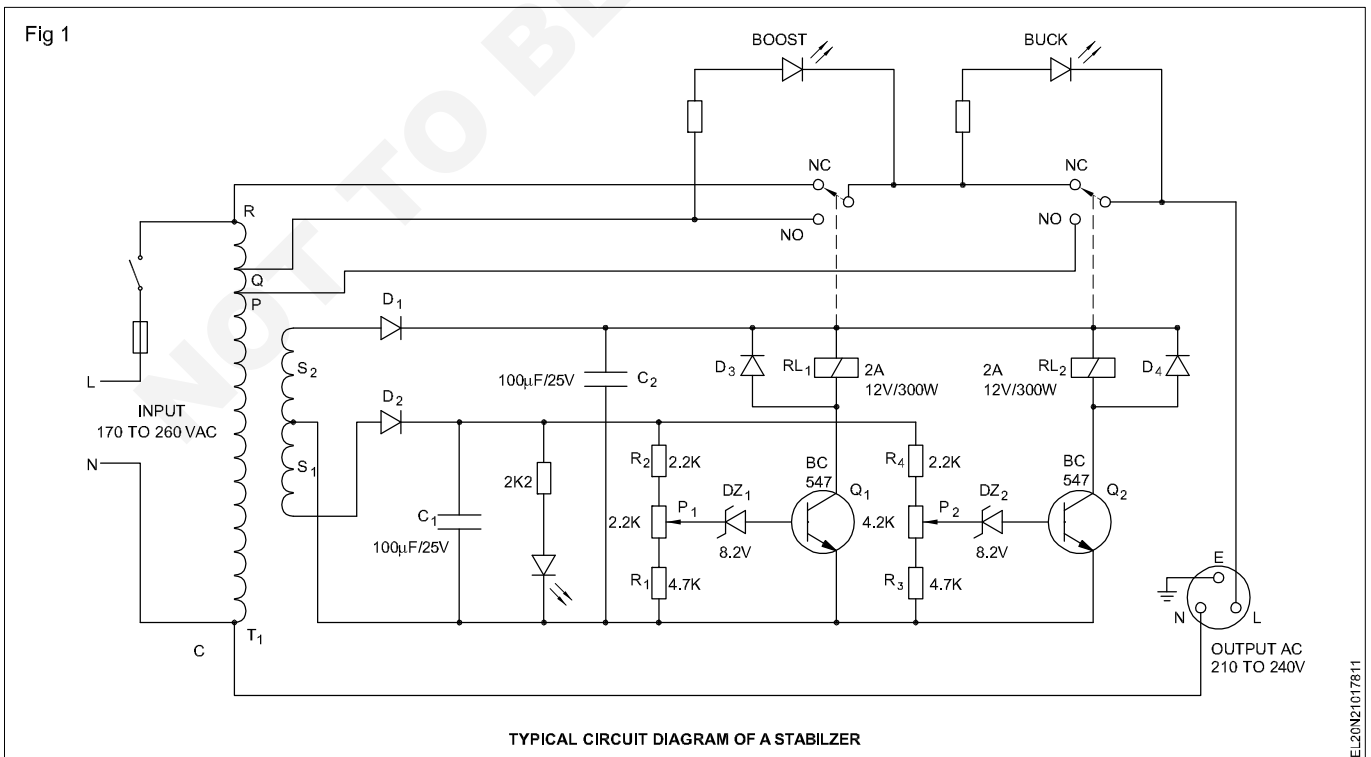 Fig 1
BOOST
BUCK
NC
NO
NC
NO
R
Q
P
L
INPUT
170 TO 260 VAC
N
C
T1
S2
S1
D1
D2
100µF/25V
C2
C1
100µF/25V
2K2
D3
RL1
2A
12V/300W
2A
12V/300W
RL2
D4
R2
2.2K
2.2K
P1
R1
4.7K
DZ1
8.2V
BC
547
Q1
R4
2.2K
4.2K
P2
R3
4.7K
DZ2
8.2V
BC
547
Q2
E
N
L
OUTPUT AC
210 TO 240V
TYPICAL CIRCUIT DIAGRAM OF A STABILZER
EL20N21017811
NOT TO BE